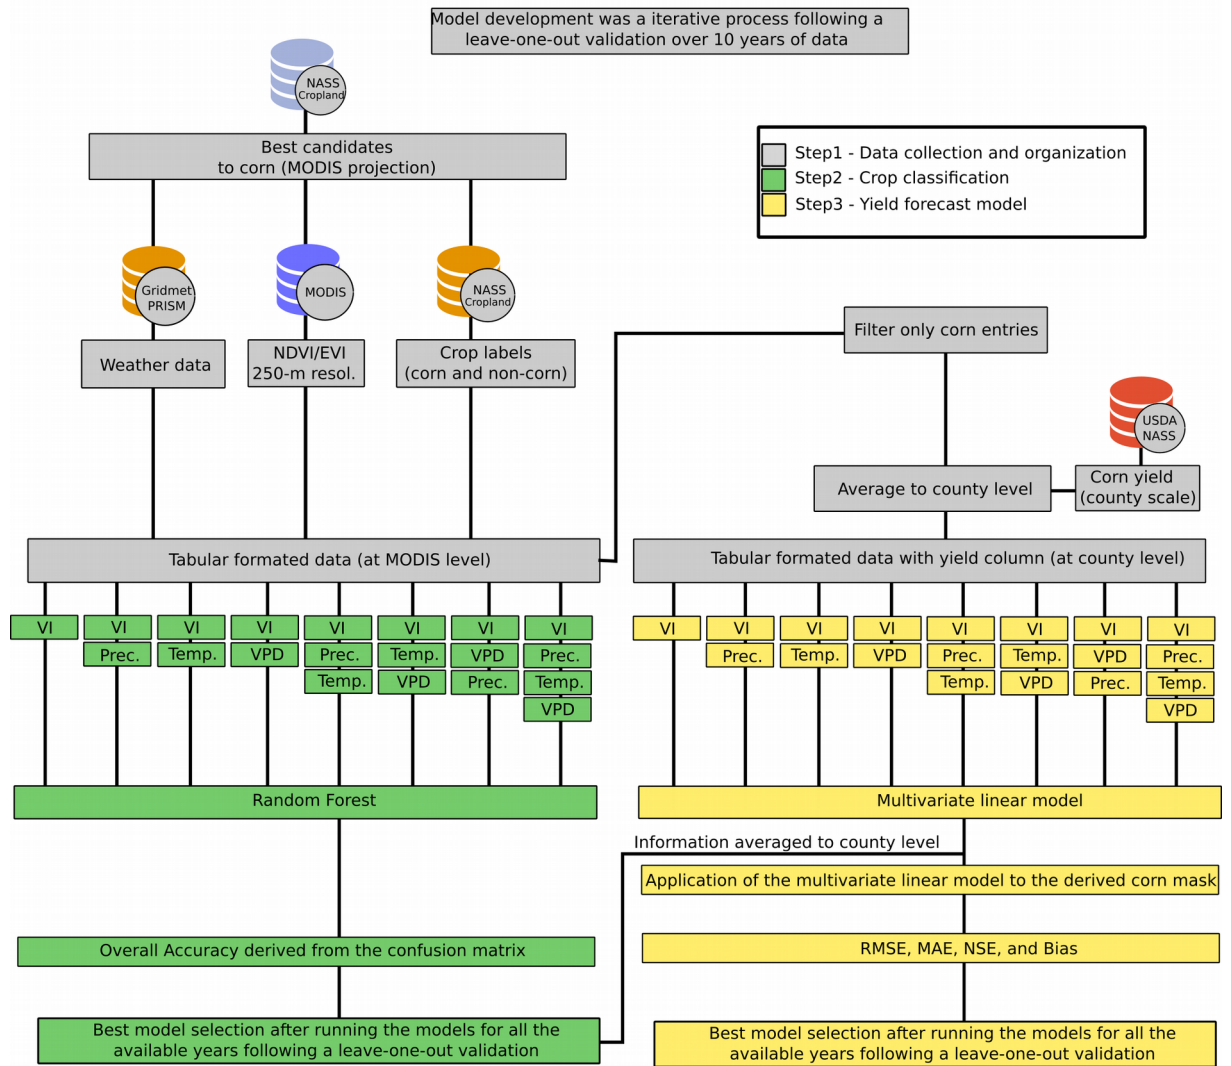 Model development was a iterative process following a
leave-one-out validation over 10 years of data
NASS
Cropland
Best candidates
to corn (MODIS projection)
Step1 - Data collection and organization
Step2 - Crop classification
Step3 - Yield forecast model
Gridmet
PRISM
MODIS
NASS
Cropland
Weather data
NDVI/EVI
250-m resol.
Crop labels
(corn and non-corn)
Filter only corn entries
USDA
NASS
Average to county level
Corn yield
(county scale)
Tabular formated data (at MODIS level)
Tabular formated data with yield column (at county level)
VI
VI
Prec.
VI
Temp.
VI
VPD
VI
Prec.
Temp.
VI
Temp.
VPD
VI
VPD
Prec.
VI
Prec.
Temp.
VPD
VI
VI
Prec.
VI
Temp.
VI
VPD
VI
Prec.
Temp.
VI
Temp.
VPD
VI
VPD
Prec.
VI
Prec.
Temp.
VPD
Random Forest
Multivariate linear model
Information averaged to county level
Application of the multivariate linear model to the derived corn mask
Overall Accuracy derived from the confusion matrix
RMSE, MAE, NSE, and Bias
Best model selection after running the models for all the
available years following a leave-one-out validation
Best model selection after running the models for all the
available years following a leave-one-out validation